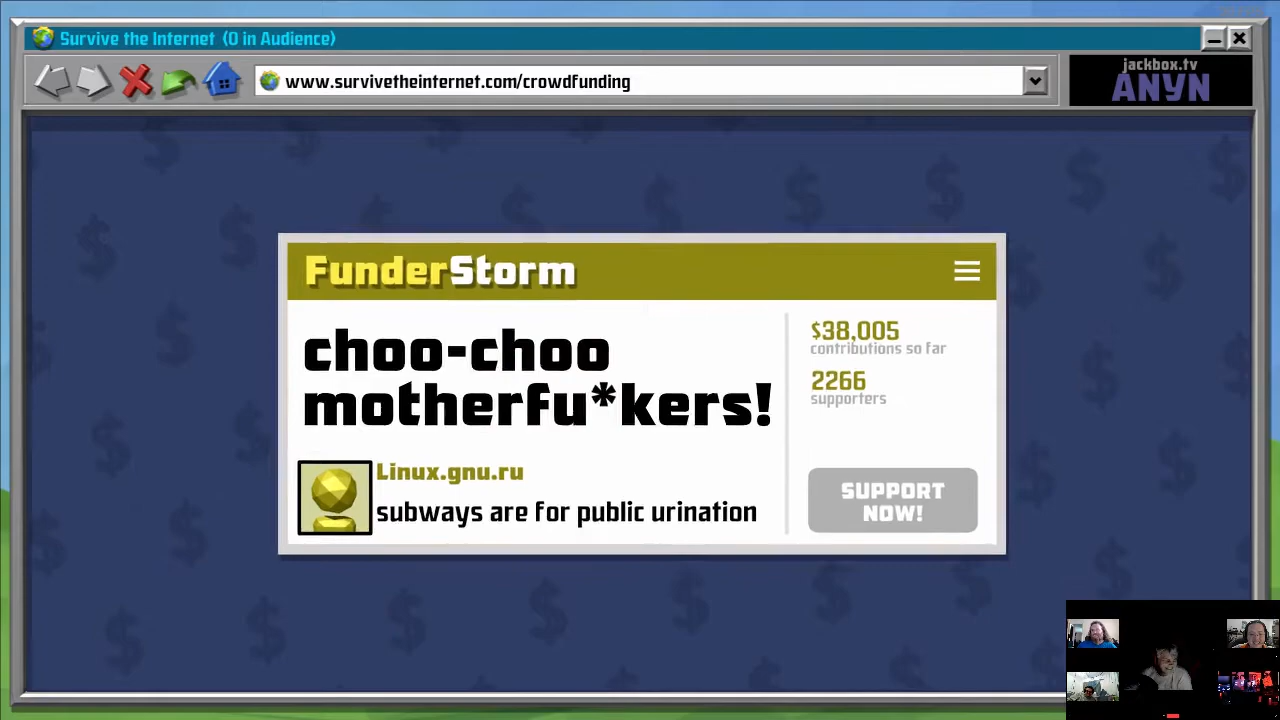 Survive the Internet (0 in Audience)
www.survivetheinternet.com/crowdfunding
jackbox.tv
ANYN
FunderStorm
choo-choo
motherfu*kers!
Linux.gnu.ru
subways are for public urination
$38,005
contributions so far
2266
supporters
SUPPORT
NOW!